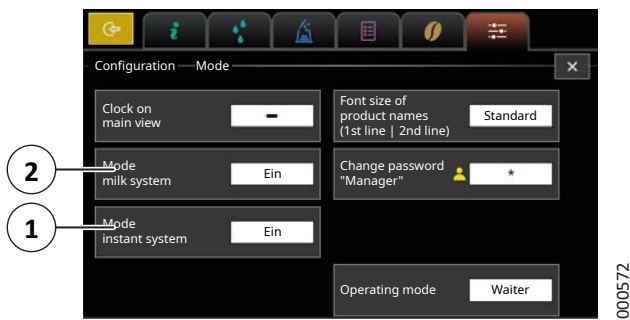 Configuration Mode
×
Clock on
main view
–
Font size of
product names
(1st line | 2nd line)
Standard
2
Mode
milk system
Ein
Change password
"Manager"
*
1
Mode
instant system
Ein
Operating mode
Waiter
000572